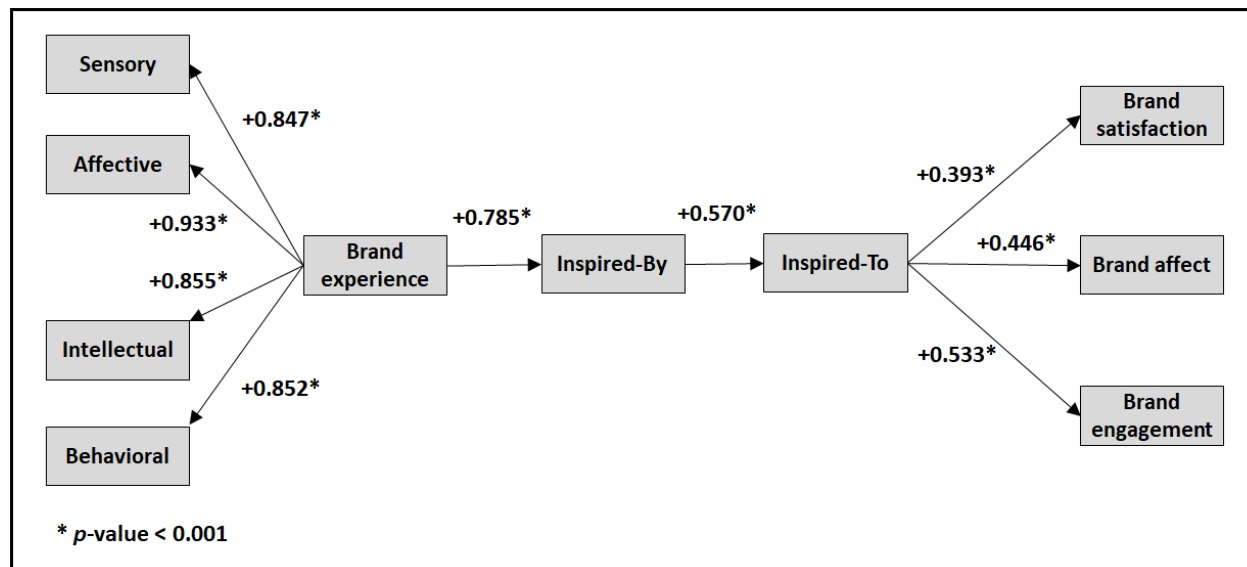 Sensory
+0.847*
Affective
+0.933*
+0.855*
Intellectual
+0.852*
Behavioral
Brand
experience
+0.785*
Inspired-By
+0.570*
Inspired-To
+0.393*
+0.446*
+0.533*
Brand
satisfaction
Brand affect
Brand
engagement
* p-value < 0.001